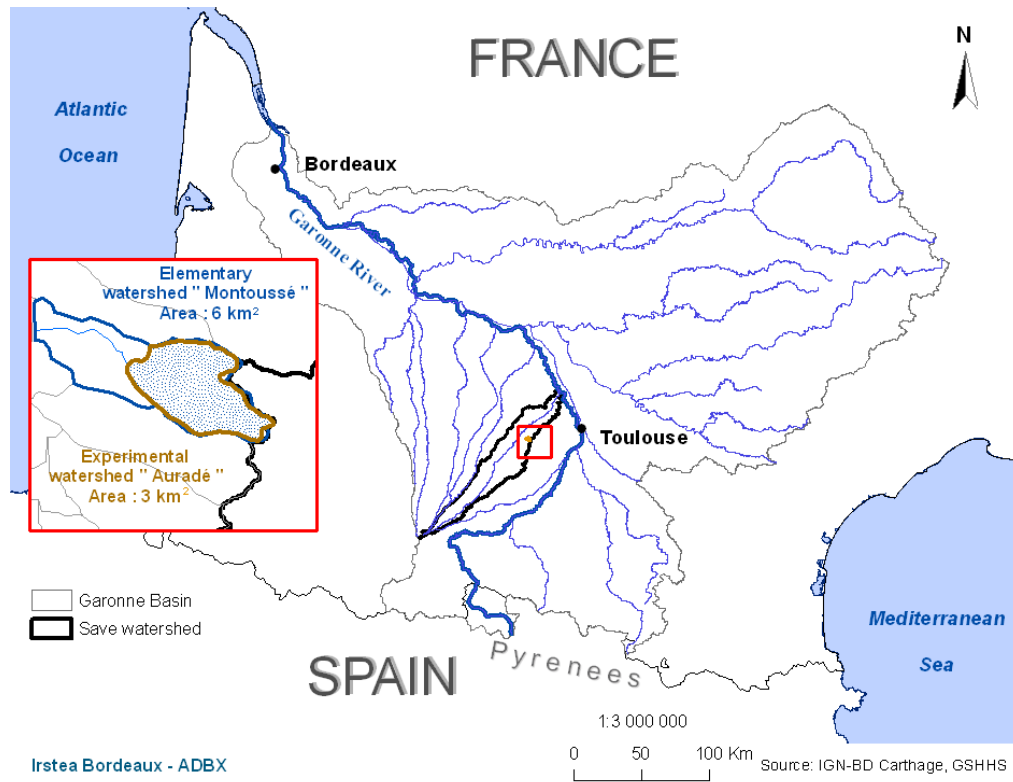 FRANCE
N
Atlantic
Ocean
Bordeaux
Garonne River
Elementary
watershed " Montoussé "
Area : 6 km²
Toulouse
Experimental
watershed " Auradé "
Area : 3 km²
Garonne Basin
Save watershed
Mediterranean
Sea
SPAIN
Pyrenees
1:3 000 000
0 50 100 Km
Irstea Bordeaux - ADBX
Source: IGN-BD Carthage, GSHHS